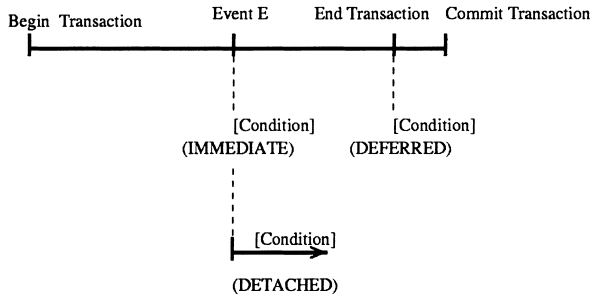 Begin Transaction Event E End Transaction Commit Transaction
[Condition] [Condition]
(IMMEDIATE) (DEFERRED)
[Condition]
(DETACHED)